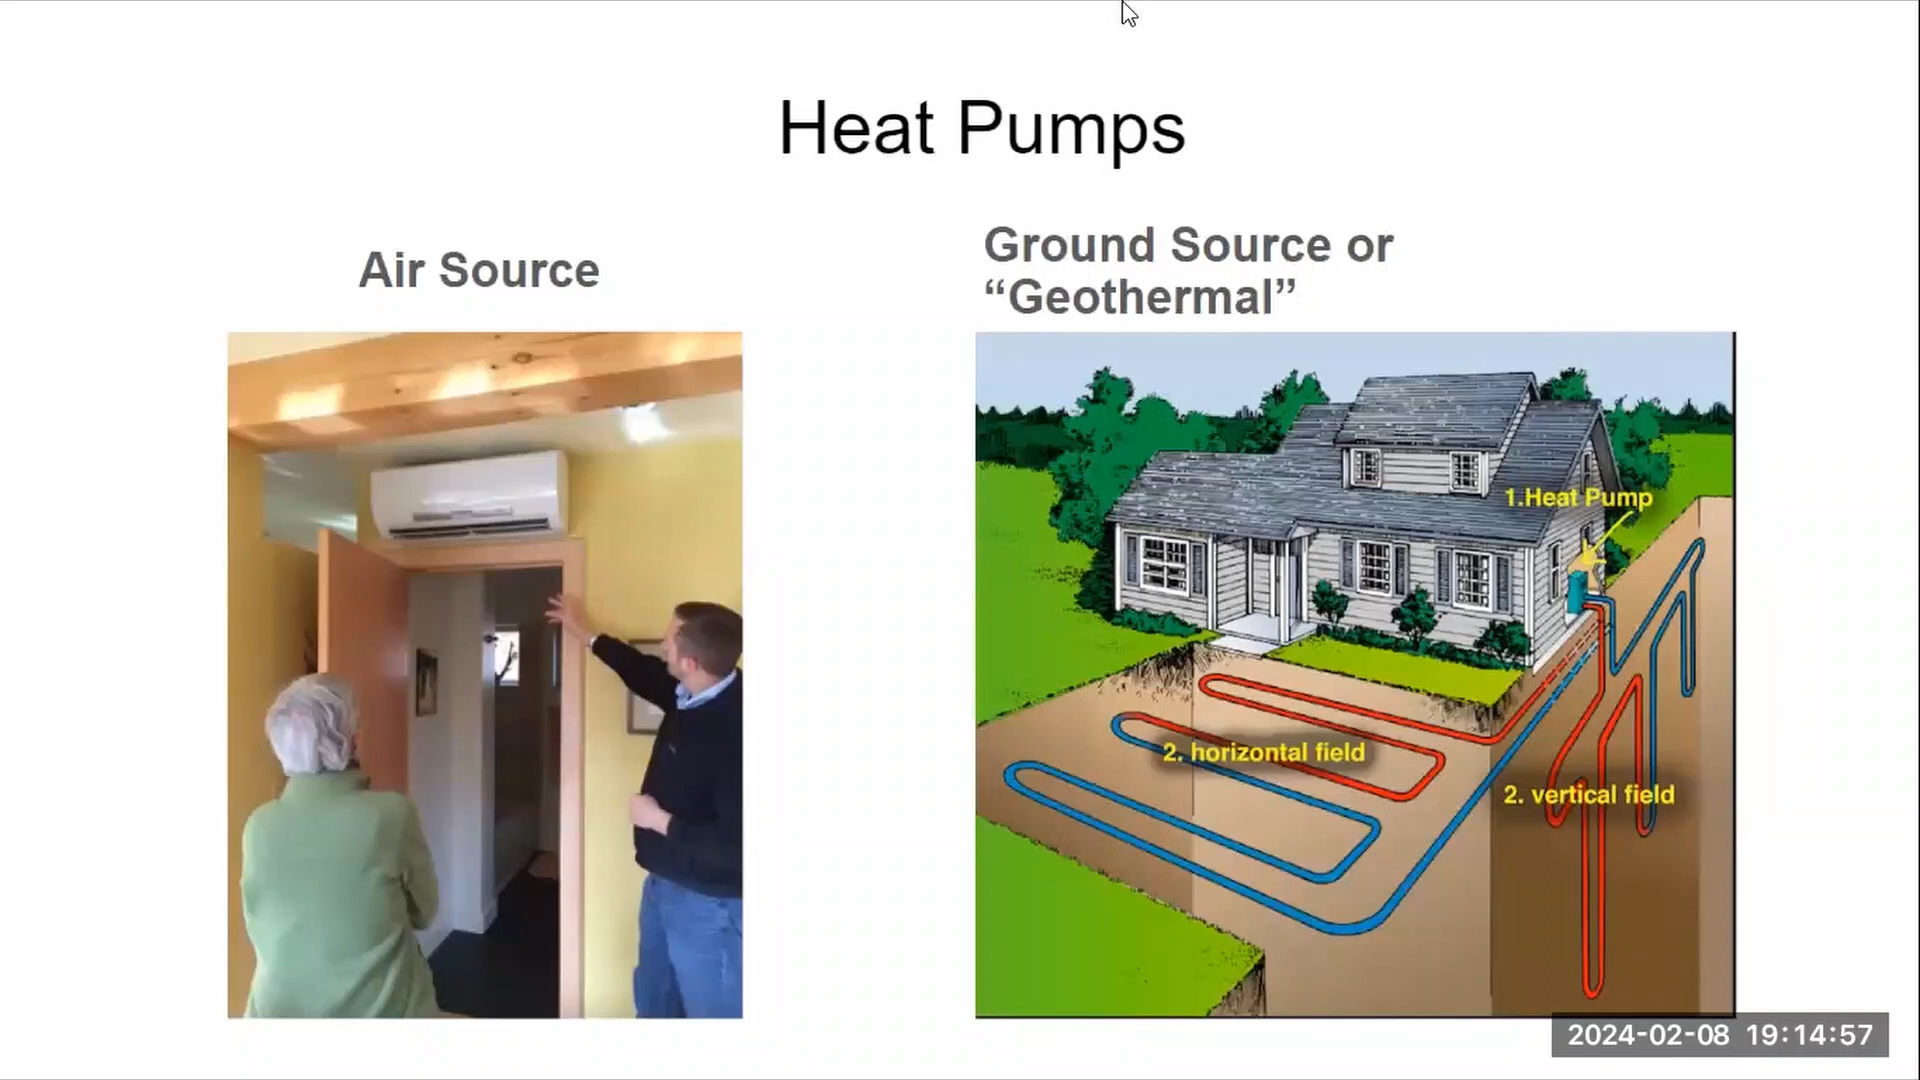 Heat Pumps
Air Source
Ground Source or
“Geothermal”
1.Heat Pump
2. horizontal field
2. vertical field
2024-02-08 19:14:57